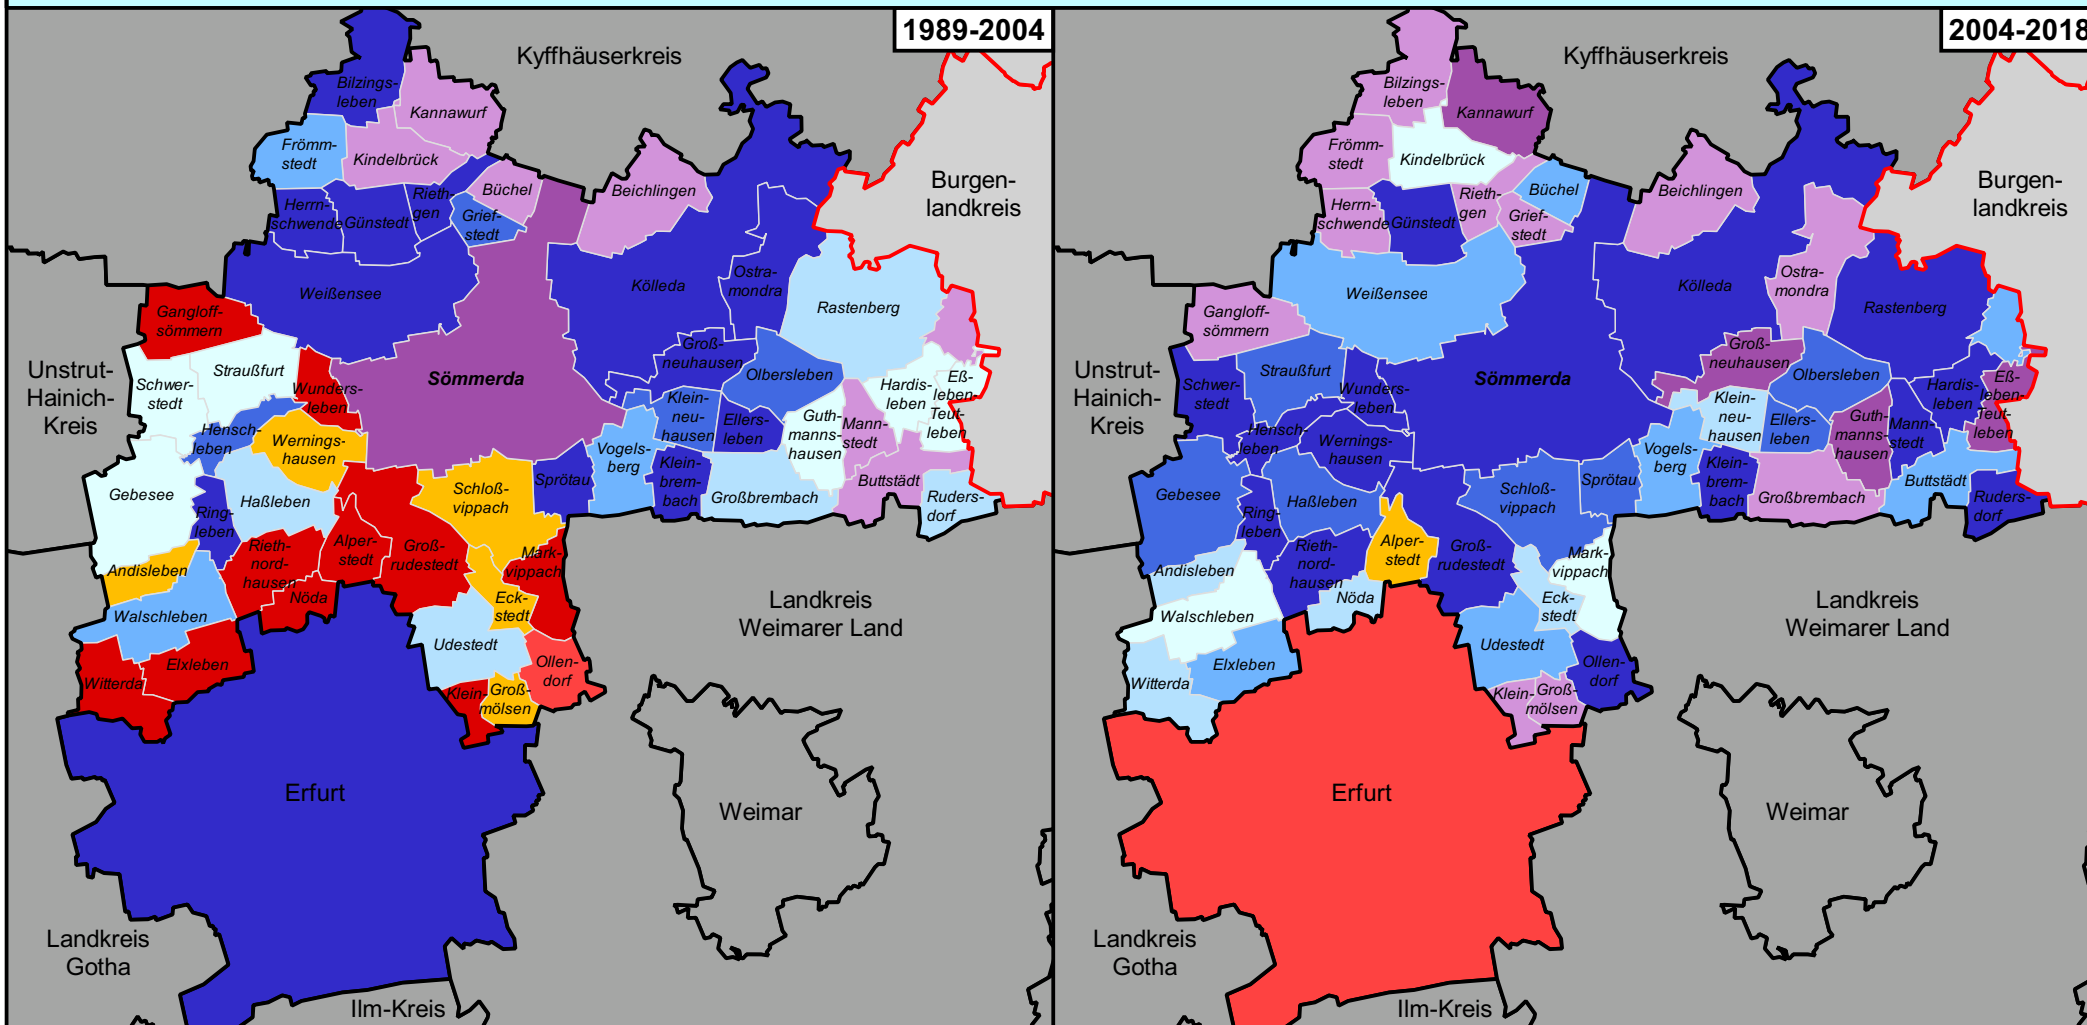 1989-2004
Kyffhäuserkreis
Bilzings-
leben
Kannawurf
Frömm-
stedt
Kindelbrück
Büchel
Beichlingen
Burgen-
landkreis
Herrn-
schwende
Günstedt
Rieth-
gen
Grief-
stedt
Weißensee
Kölleda
Ostra-
mondra
Rastenberg
Gangloff-
sömmern
Unstrut-
Hainich-
Kreis
Schwer-
stedt
Straußfurt
Wunders-
leben
Sömmerda
Groß-
neuhausen
Olbersleben
Hardis-
leben
Eß-
leben-
Teut-
leben
Hensch-
leben
Wernings-
hausen
Klein-
neu-
hausen
Ellers-
leben
Guth-
manns-
hausen
Mann-
stedt
Gebesee
Ring-
leben
Haßleben
Schloß-
vippach
Sprötau
Vogels-
berg
Klein-
brem-
bach
Großbrembach
Buttstädt
Ruders-
dorf
Andisleben
Rieth-
nord-
hausen
Alper-
stedt
Groß-
rudestedt
Mark-
vippach
Walschleben
Nöda
Eck-
stedt
Landkreis
Weimarer Land
Witterda
Elxleben
Udestedt
Ollen-
dorf
Klein-
Groß-
mölsen
Erfurt
Weimar
Landkreis
Gotha
Ilm-Kreis
2004-2018
Kyffhäuserkreis
Bilzings-
leben
Kannawurf
Frömm-
stedt
Kindelbrück
Büchel
Beichlingen
Burgen-
landkreis
Herrn-
schwende
Günstedt
Rieth-
gen
Grief-
stedt
Weißensee
Kölleda
Ostra-
mondra
Rastenberg
Gangloff-
sömmern
Unstrut-
Hainich-
Kreis
Schwer-
stedt
Straußfurt
Wunders-
leben
Sömmerda
Groß-
neuhausen
Olbersleben
Hardis-
leben
Eß-
leben-
Teut-
leben
Hensch-
leben
Wernings-
hausen
Klein-
neu-
hausen
Ellers-
leben
Guth-
manns-
hausen
Mann-
stedt
Gebesee
Ring-
leben
Haßleben
Schloß-
vippach
Sprötau
Vogels-
berg
Klein-
brem-
bach
Großbrembach
Buttstädt
Ruders-
dorf
Andisleben
Rieth-
nord-
hausen
Alper-
stedt
Groß-
rudestedt
Mark-
vippach
Walschleben
Nöda
Eck-
stedt
Landkreis
Weimarer Land
Witterda
Elxleben
Udestedt
Ollen-
dorf
Klein-
Groß-
mölsen
Erfurt
Weimar
Landkreis
Gotha
Ilm-Kreis